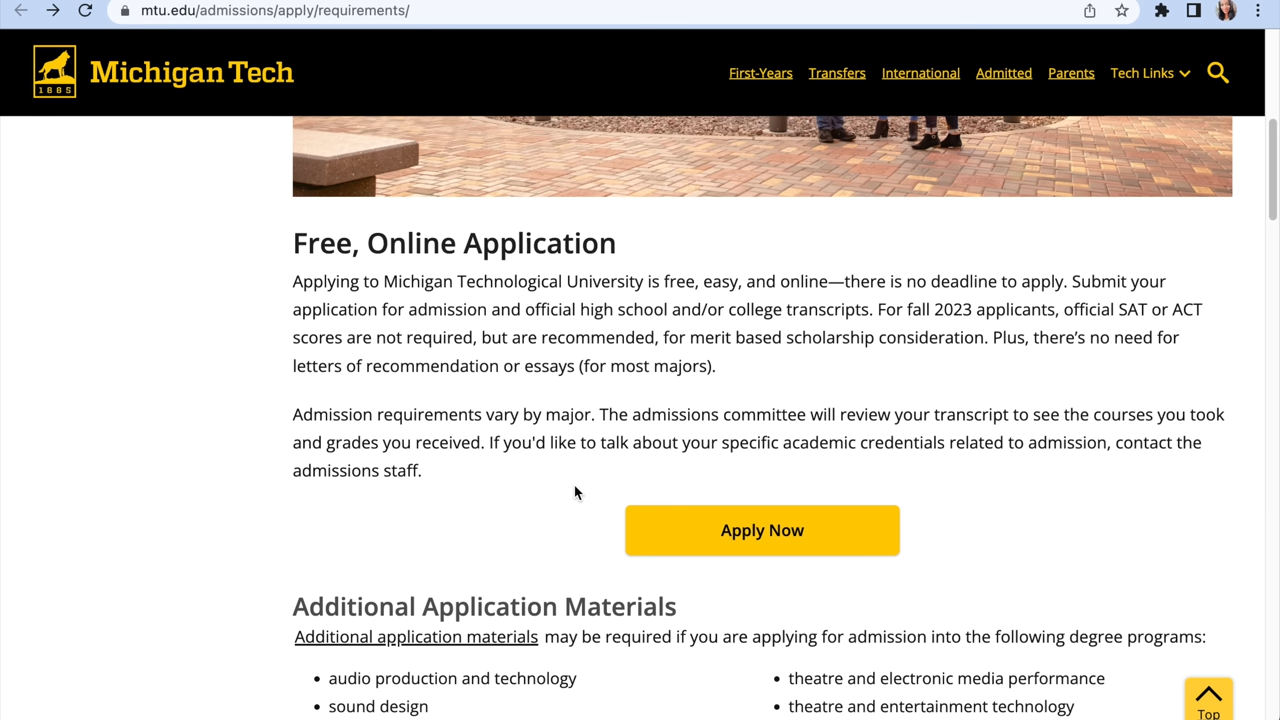 mtu.edu/admissions/apply/requirements/
1885
Michigan Tech
First-Years Transfers International Admitted Parents Tech Links
Free, Online Application
Applying to Michigan Technological University is free, easy, and online—there is no deadline to apply. Submit your
application for admission and official high school and/or college transcripts. For fall 2023 applicants, official SAT or ACT
scores are not required, but are recommended, for merit based scholarship consideration. Plus, there’s no need for
letters of recommendation or essays (for most majors).
Admission requirements vary by major. The admissions committee will review your transcript to see the courses you took
and grades you received. If you'd like to talk about your specific academic credentials related to admission, contact the
admissions staff.
Apply Now
Additional Application Materials
Additional application materials may be required if you are applying for admission into the following degree programs:
• audio production and technology
• sound design
• theatre and electronic media performance
• theatre and entertainment technology
Top